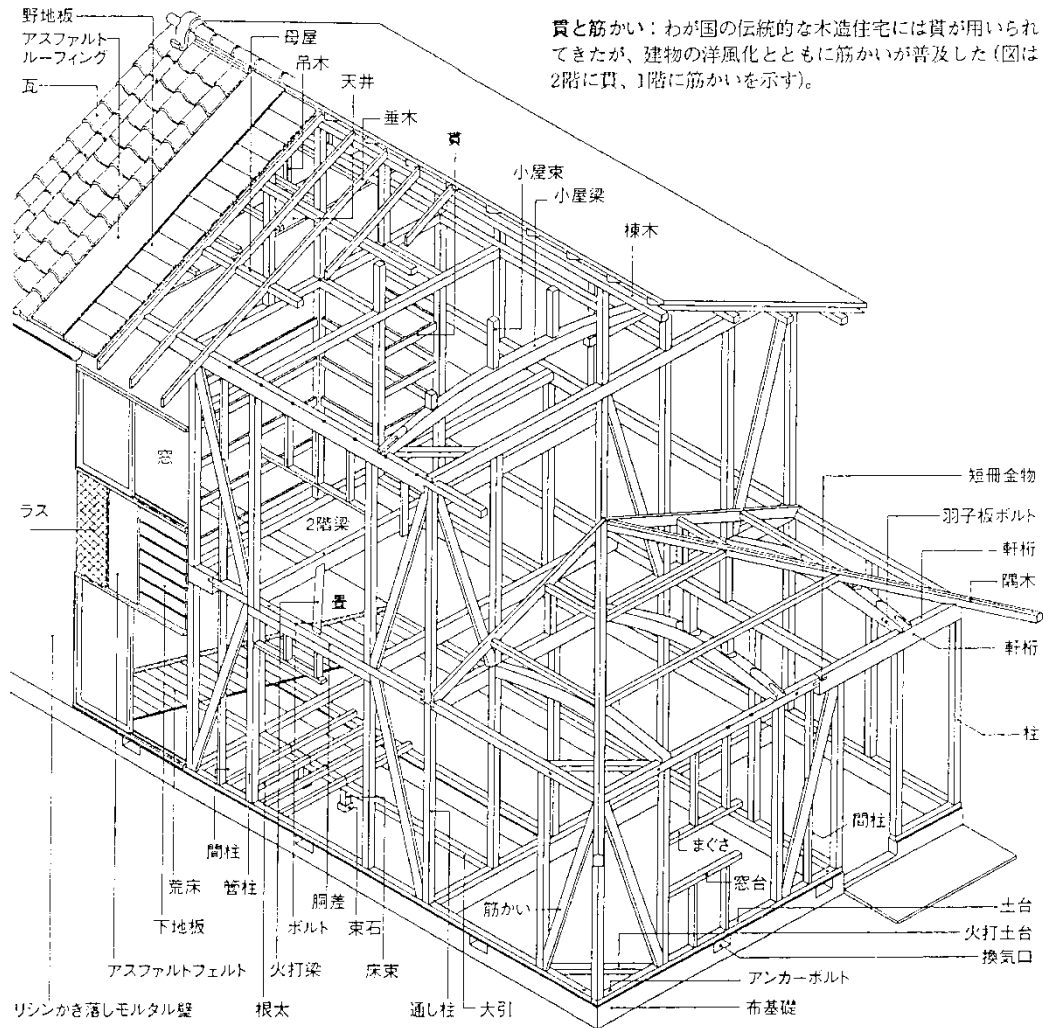 貫と筋かい：わが国の伝統的な木造住宅には貫が用いられ
てきたが、建物の洋風化とともに筋かいが普及した（図は
2階に貫、1階に筋かいを示す）。
野地板
アスファルト
ルーフィング
瓦
母屋
吊木
天井
垂木
貫
小屋束
小屋梁
棟木
窓
ラス
2階梁
畳
短冊金物
羽子板ボルト
軒桁
隅木
軒桁
柱
間柱
まぐさ
窓台
筋かい
土台
火打土台
換気口
アンカーボルト
布基礎
間柱
荒床
管柱
下地板
ボルト
胴差
束石
アスファルトフェルト
火打梁
床束
リシンかき落しモルタル壁
根太
通し柱
大引